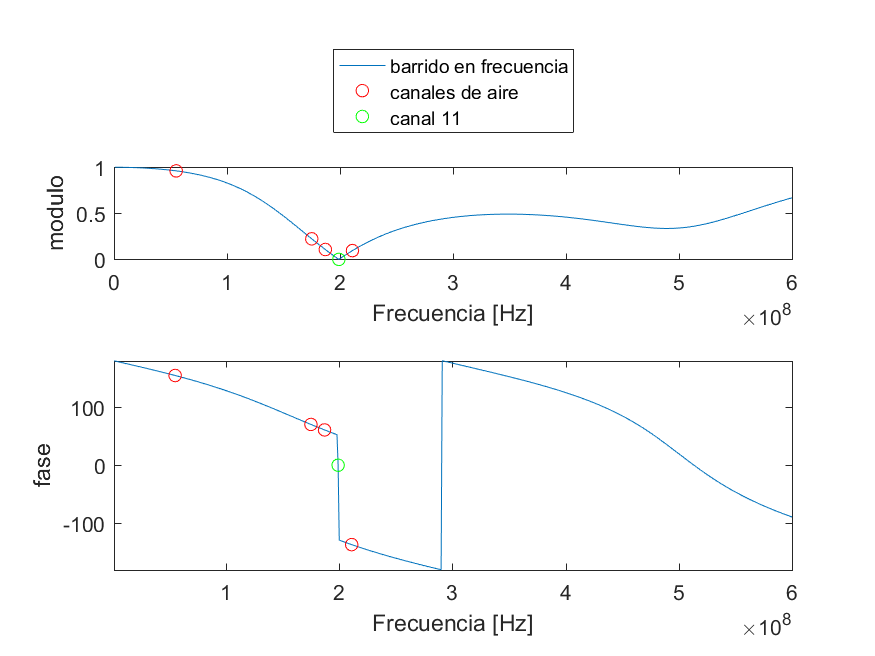 barrido en frecuencia
canales de aire
canal 11
modulo
1
0.5
0
0 1 2 3 4 5 6
Frecuencia [Hz]
×10^8
fase
100
0
-100
1 2 3 4 5 6
Frecuencia [Hz]
×10^8